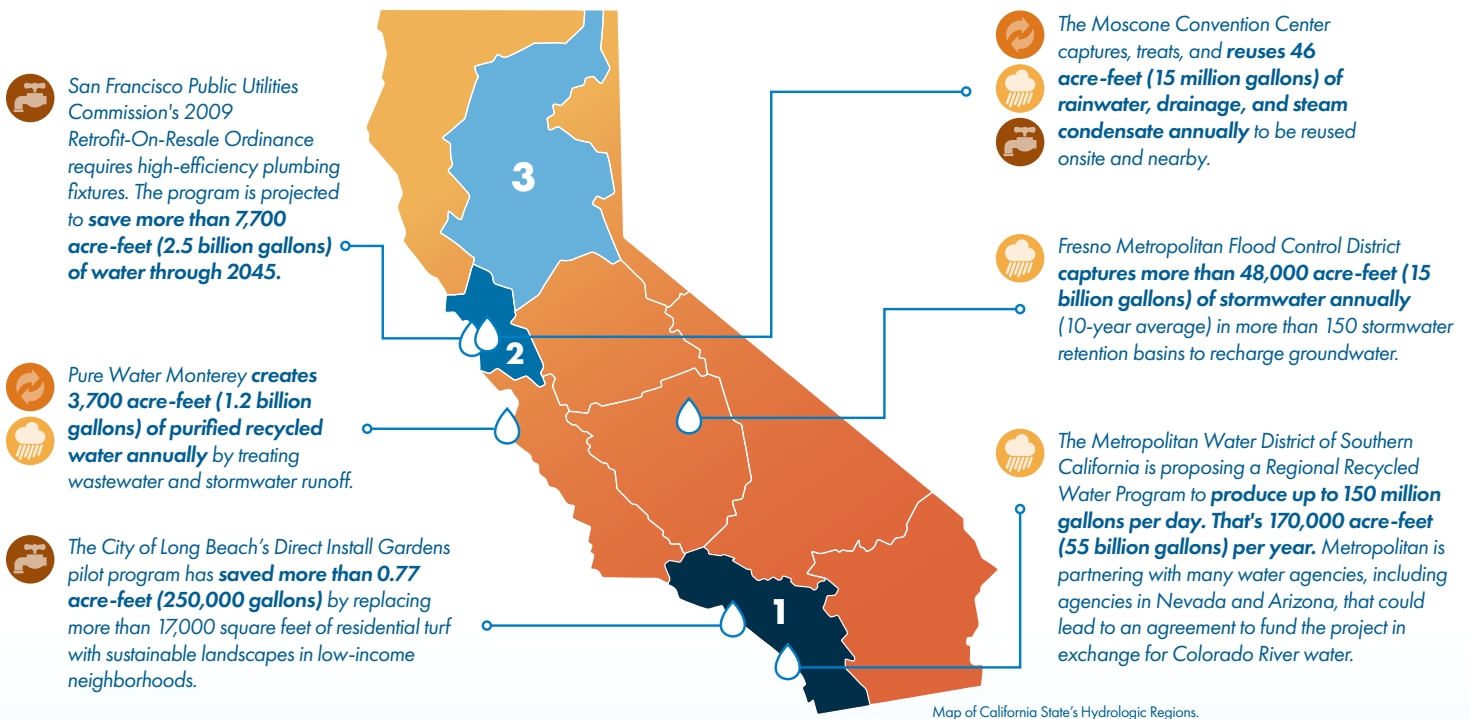 San Francisco Public Utilities
Commission's 2009
Retrofit-On-Resale Ordinance
requires high-efficiency plumbing
fixtures. The program is projected
to save more than 7,700
acre-feet (2.5 billion gallons)
of water through 2045.
Pure Water Monterey creates
3,700 acre-feet (1.2 billion
gallons) of purified recycled
water annually by treating
wastewater and stormwater runoff.
The City of Long Beach’s Direct Install Gardens
pilot program has saved more than 0.77
acre-feet (250,000 gallons) by replacing
more than 17,000 square feet of residential turf
with sustainable landscapes in low-income
neighborhoods.
3
2
1
The Moscone Convention Center
captures, treats, and reuses 46
acre-feet (15 million gallons) of
rainwater, drainage, and steam
condensate annually to be reused
onsite and nearby.
Fresno Metropolitan Flood Control District
captures more than 48,000 acre-feet (15
billion gallons) of stormwater annually
(10-year average) in more than 150 stormwater
retention basins to recharge groundwater.
The Metropolitan Water District of Southern
California is proposing a Regional Recycled
Water Program to produce up to 150 million
gallons per day. That's 170,000 acre-feet
(55 billion gallons) per year. Metropolitan is
partnering with many water agencies, including
agencies in Nevada and Arizona, that could
lead to an agreement to fund the project in
exchange for Colorado River water.
Map of California State’s Hydrologic Regions.